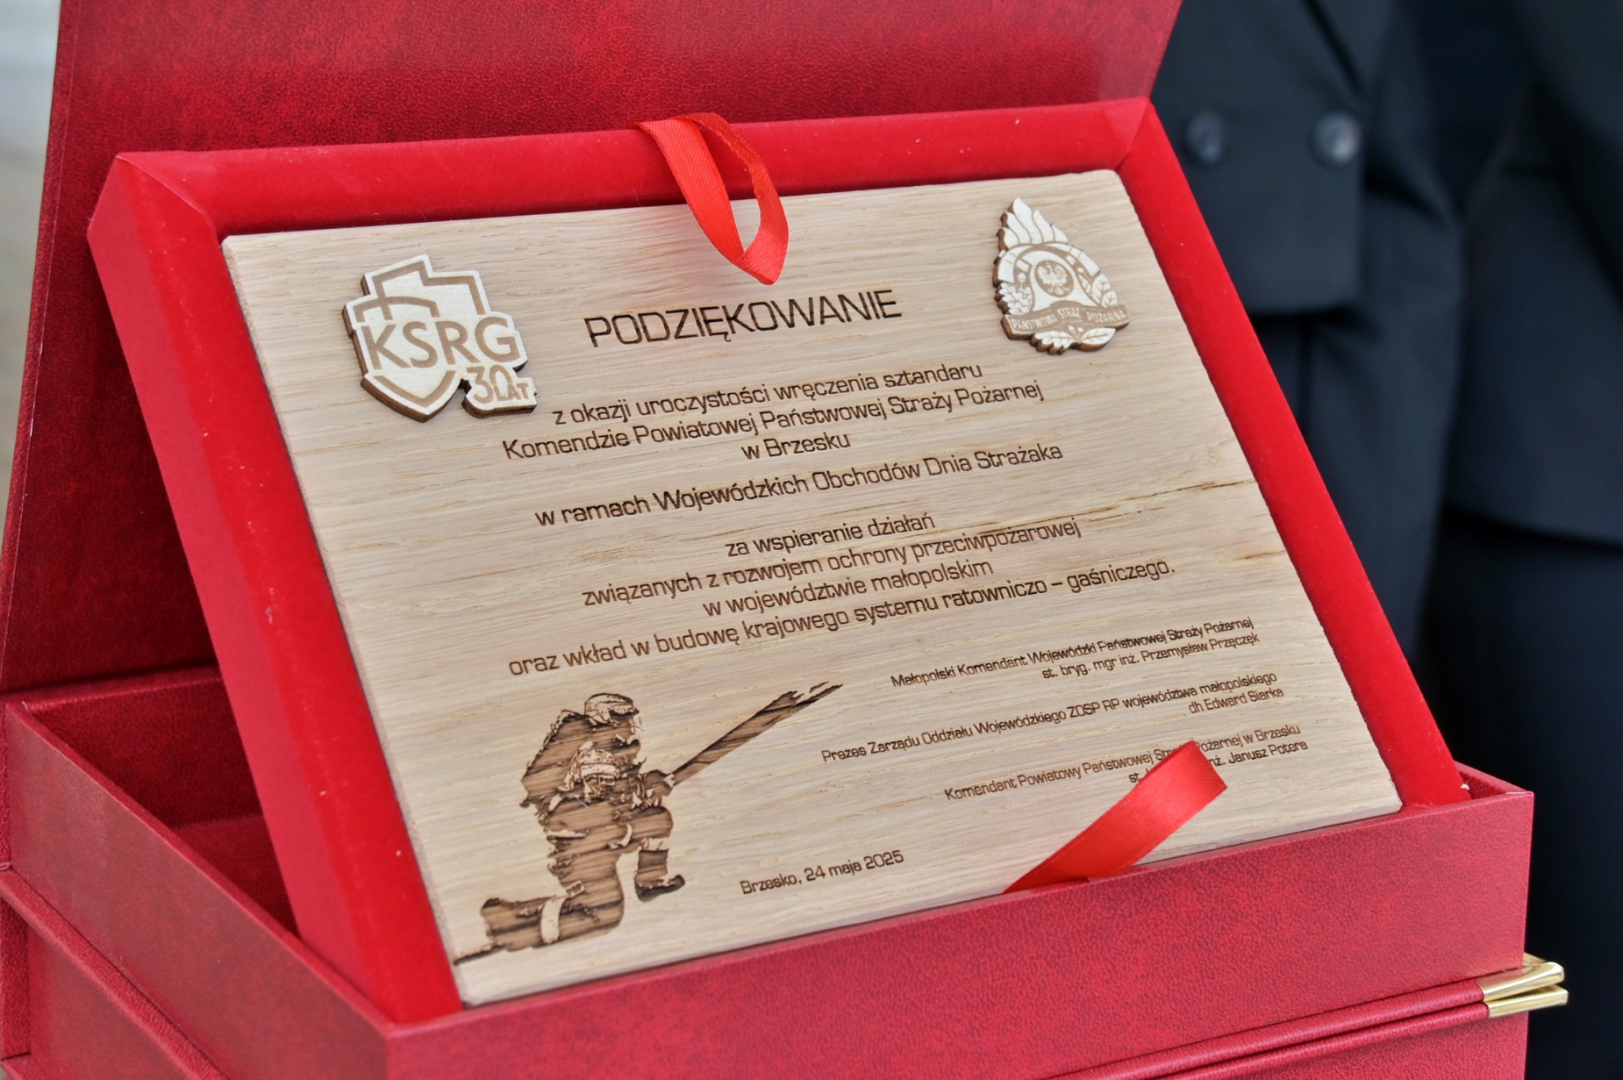 KSRG
30 LAT
PAŃSTWOWA STRAŻ POŻARNA
PODZIĘKOWANIE
z okazji uroczystości wręczenia sztandaru
Komendzie Powiatowej Państwowej Straży Pożarnej
w Brzesku
w ramach Wojewódzkich Obchodów Dnia Strażaka
za wspieranie działań
związanych z rozwojem ochrony przeciwpożarowej
w województwie małopolskim
oraz wkład w budowę krajowego systemu ratowniczo – gaśniczego.
Małopolski Komendant Wojewódzki Państwowej Straży Pożarnej
st. bryg. mgr inż. Przemysław Przęczek
Prezes Zarządu Oddziału Wojewódzkiego ZOSP RP województwa małopolskiego
dh Edward Siarka
Komendant Powiatowy Państwowej Straży Pożarnej w Brzesku
st. inż. Janusz Potera
Brzesko, 24 maja 2025